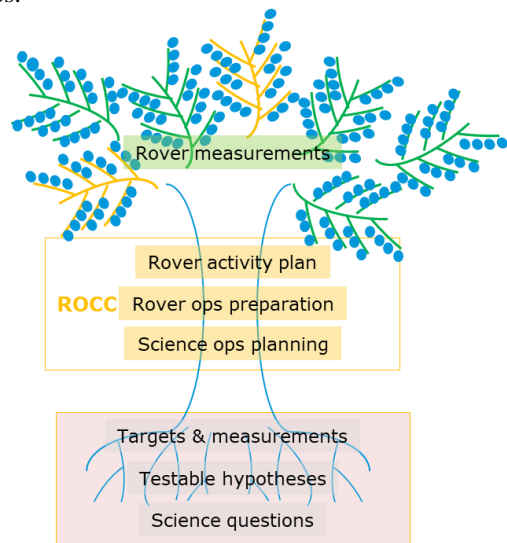 Rover measurements
Rover activity plan
ROCC Rover ops preparation
Science ops planning
Targets & measurements
Testable hypotheses
Science questions